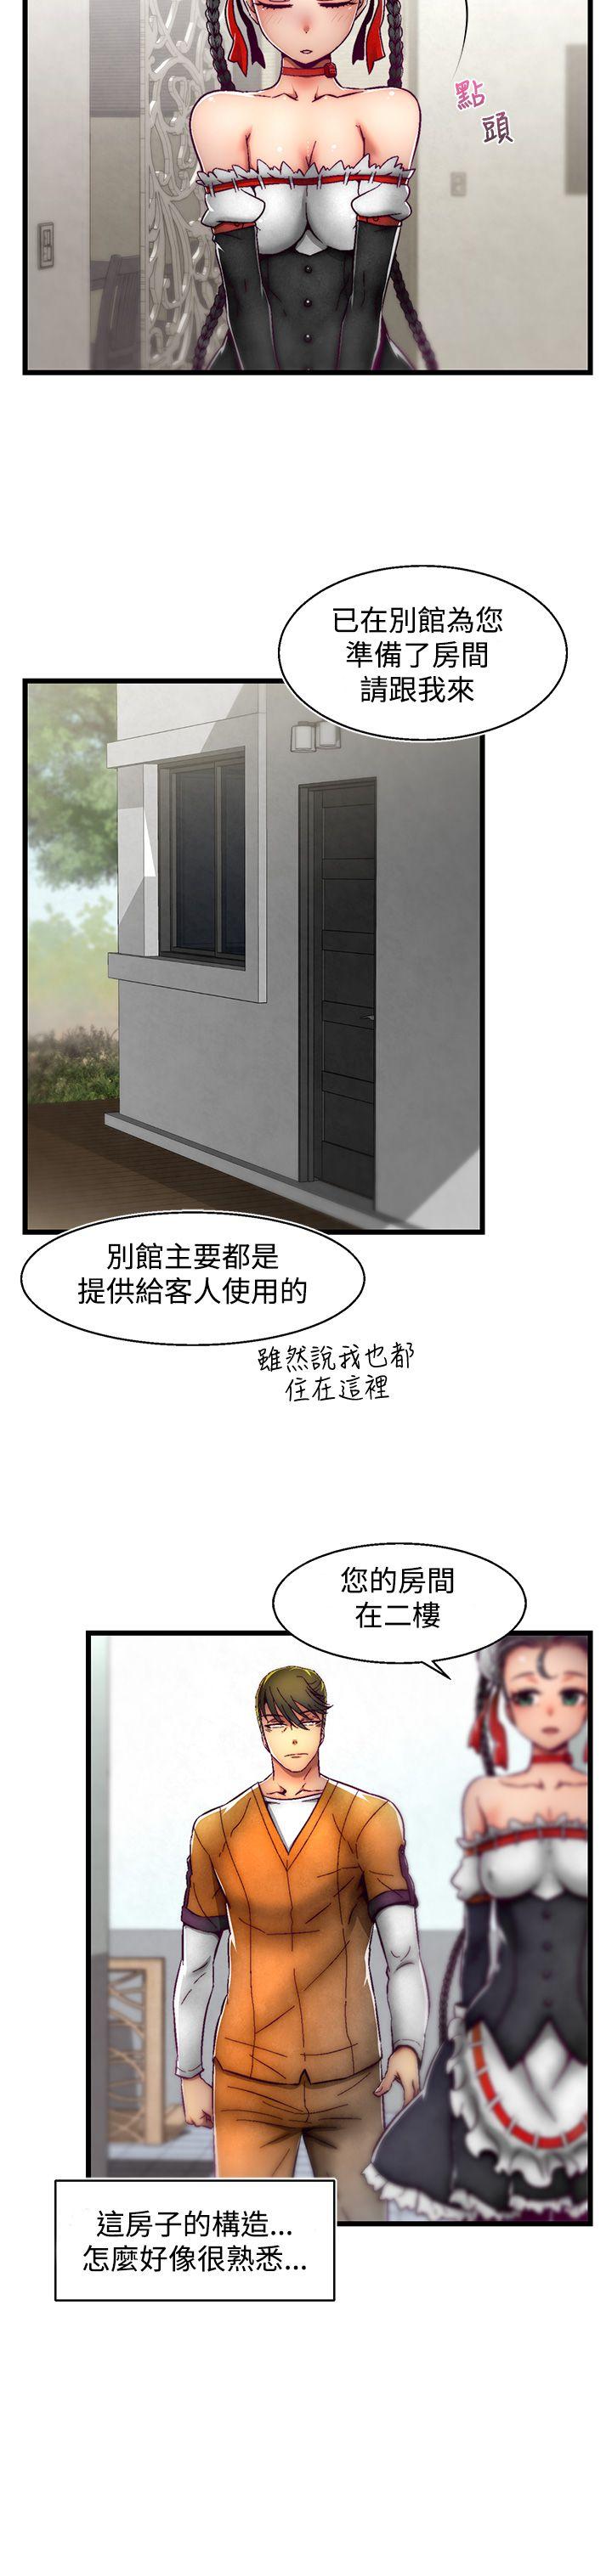 點
頭
已在別館為您
準備了房間
請跟我來
別館主要都是
提供給客人使用的
雖然說我也都
住在這裡
您的房間
在二樓
這房子的構造...
怎麼好像很熟悉...